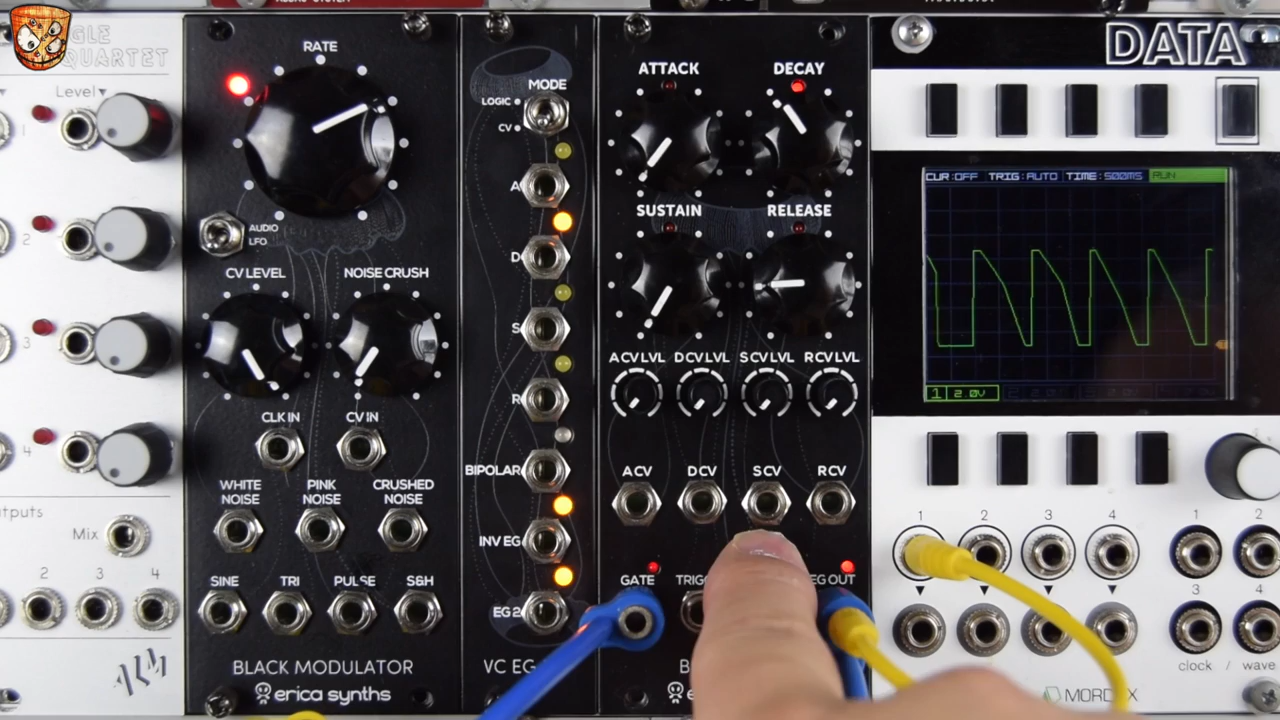 GLE
QUARTET
Level
1
2
3
4
Mix
2 3 4
RATE
AUDIO
LFO
CV LEVEL
NOISE CRUSH
CLK IN
CV IN
WHITE
NOISE
PINK
NOISE
CRUSHED
NOISE
SINE
TRI
PULSE
S&H
BLACK MODULATOR
erica synths
MODE
LOGIC
CV
A
D
S
R
BIPOLAR
INV EG
EG 2
VC EG
ATTACK
DECAY
SUSTAIN
RELEASE
ACV LVL
DCV LVL
SCV LVL
RCV LVL
ACV
DCV
SCV
RCV
GATE
EG OUT
DATA
CUR:OFF TRIG:AUTO TIME:500MS RUN
1 2.0V
1 2 3 4
1 2
3 4
clock / wave